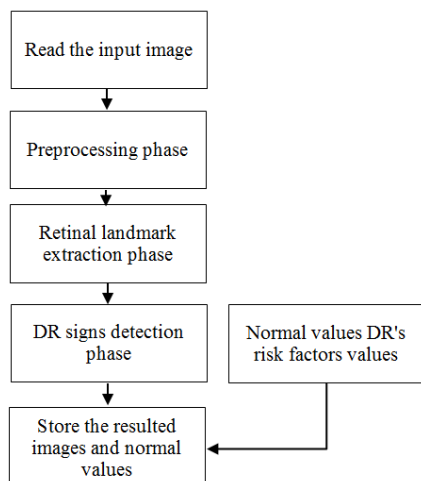 Read the input image
Preprocessing phase
Retinal landmark
extraction phase
DR signs detection
phase
Normal values DR's
risk factors values
Store the resulted
images and normal
values